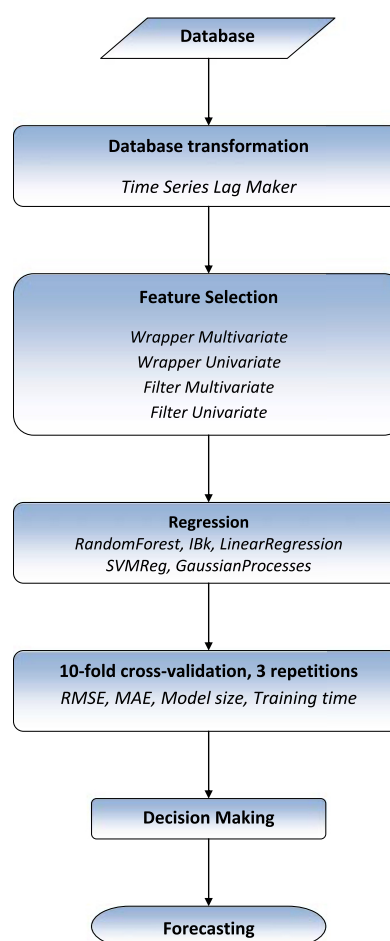 Database
Database transformation
Time Series Lag Maker
Feature Selection
Wrapper Multivariate
Wrapper Univariate
Filter Multivariate
Filter Univariate
Regression
RandomForest, IBk, LinearRegression
SVMReg, GaussianProcesses
10-fold cross-validation, 3 repetitions
RMSE, MAE, Model size, Training time
Decision Making
Forecasting